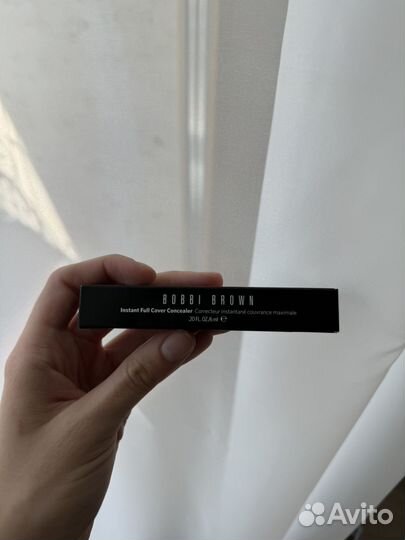 BOBBI BROWN
Instant Full Cover Concealer Correcteur instantané couvrance maximale
.20 FL. OZ./6 ml ℮
Avito